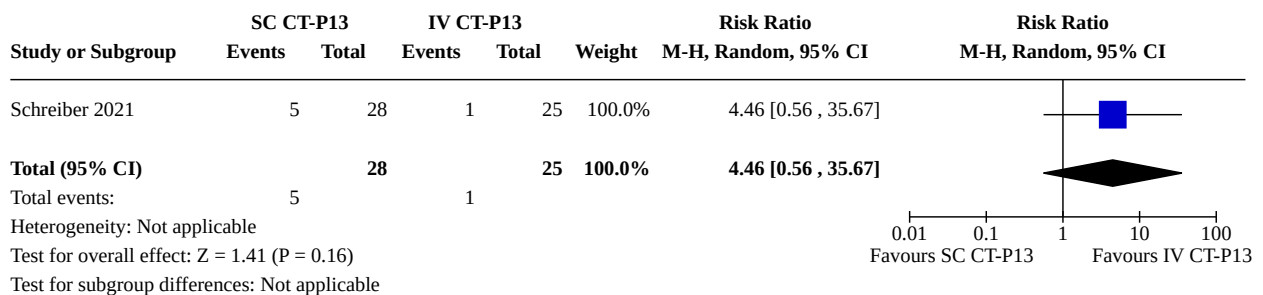 SC CT-P13 IV CT-P13 Risk Ratio Risk Ratio
Study or Subgroup Events Total Events Total Weight M-H, Random, 95% CI M-H, Random, 95% CI
Schreiber 2021 5 28 1 25 100.0% 4.46 [0.56 , 35.67]
Total (95% CI) 28 25 100.0% 4.46 [0.56 , 35.67]
Total events: 5 1
Heterogeneity: Not applicable
0.01 0.1 1 10 100
Test for overall effect: Z = 1.41 (P = 0.16) Favours SC CT-P13 Favours IV CT-P13
Test for subgroup differences: Not applicable